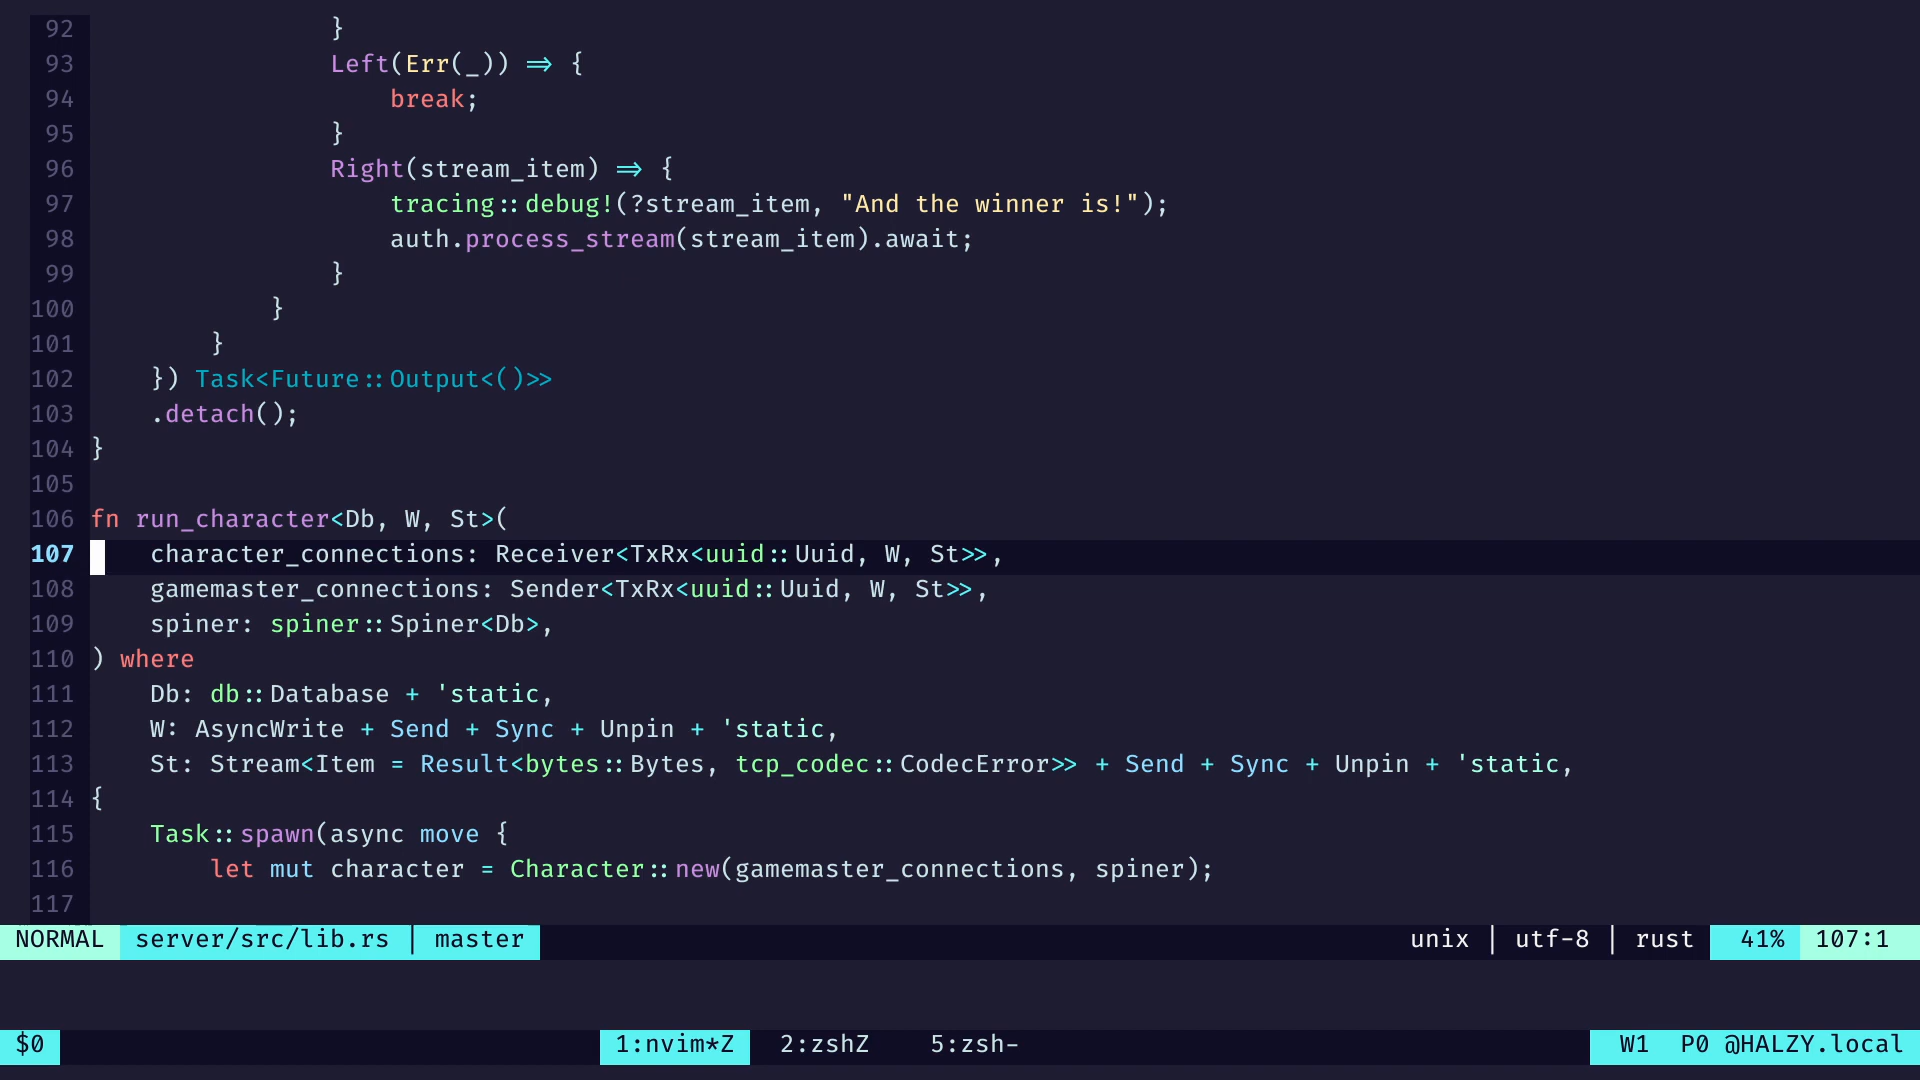 92                 }
93                 Left(Err(_)) => {
94                     break;
95                 }
96                 Right(stream_item) => {
97                     tracing::debug!(?stream_item, "And the winner is!");
98                     auth.process_stream(stream_item).await;
99                 }
100             }
101         }
102     }) Task<Future::Output<()>>
103     .detach();
104 }
105
106 fn run_character<Db, W, St>(
107     character_connections: Receiver<TxRx<uuid::Uuid, W, St>>,
108     gamemaster_connections: Sender<TxRx<uuid::Uuid, W, St>>,
109     spiner: spiner::Spiner<Db>,
110 ) where
111     Db: db::Database + 'static,
112     W: AsyncWrite + Send + Sync + Unpin + 'static,
113     St: Stream<Item = Result<bytes::Bytes, tcp_codec::CodecError>> + Send + Sync + Unpin + 'static,
114 {
115     Task::spawn(async move {
116         let mut character = Character::new(gamemaster_connections, spiner);
117
NORMAL server/src/lib.rs | master unix | utf-8 | rust 41% 107:1
$0 1:nvim*Z 2:zshZ 5:zsh- W1 P0 @HALZY.local